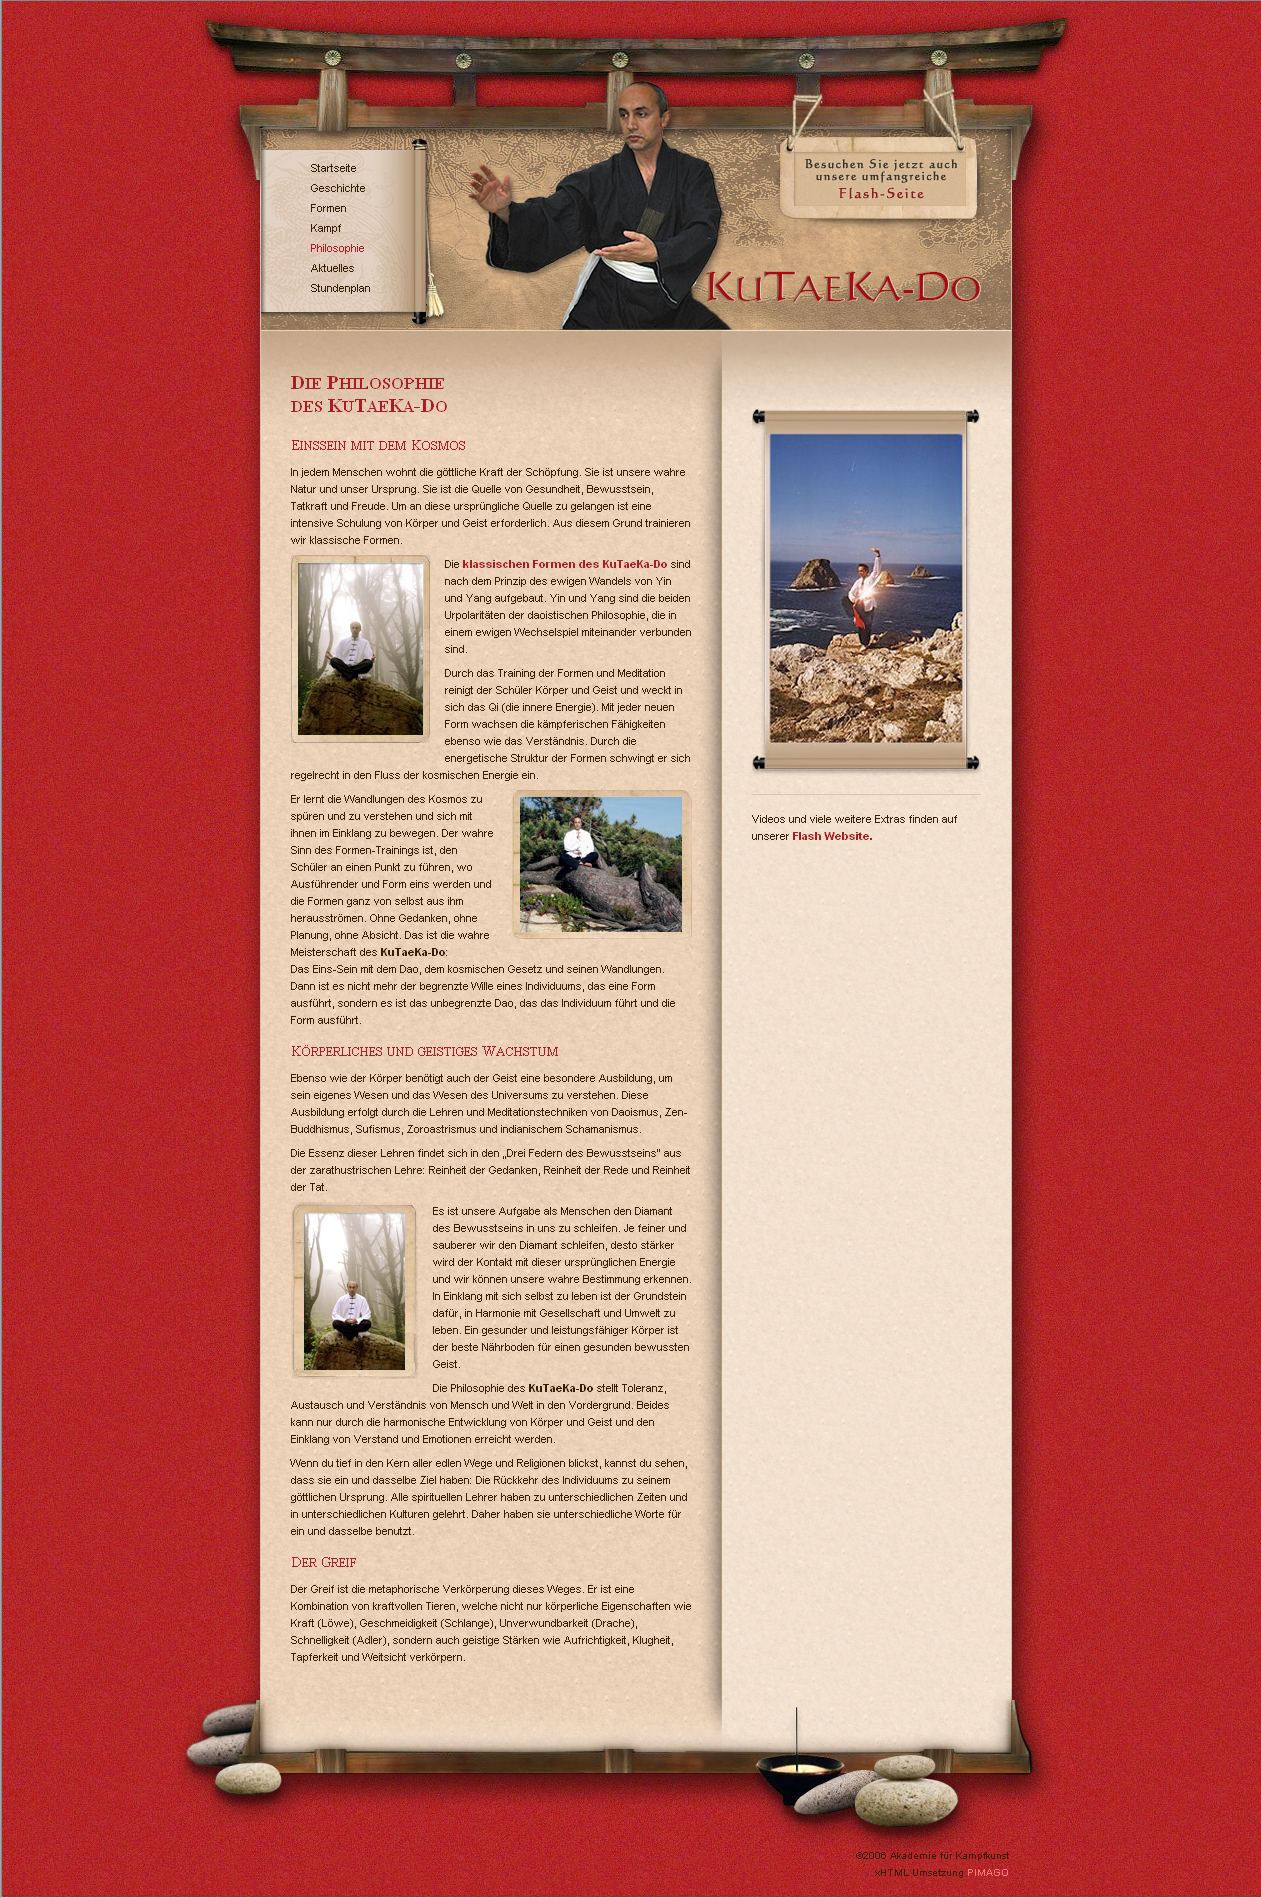 Startseite
Geschichte
Formen
Kampf
Philosophie
Aktuelles
Stundenplan
Besuchen Sie jetzt auch
unsere umfangreiche
Flash-Seite
KuTaeKa-Do
Die Philosophie
des KuTaeKa-Do
Einssein mit dem Kosmos
In jedem Menschen wohnt die göttliche Kraft der Schöpfung. Sie ist unsere wahre
Natur und unser Ursprung. Sie ist die Quelle von Gesundheit, Bewusstsein,
Tatkraft und Freude. Um an diese ursprüngliche Quelle zu gelangen ist eine
intensive Schulung von Körper und Geist erforderlich. Aus diesem Grund trainieren
wir klassische Formen.
Die klassischen Formen des KuTaeKa-Do sind
nach dem Prinzip des ewigen Wandels von Yin
und Yang aufgebaut. Yin und Yang sind die beiden
Urpolaritäten der daoistischen Philosophie, die in
einem ewigen Wechselspiel miteinander verbunden
sind.
Durch das Training der Formen und Meditation
reinigt der Schüler Körper und Geist und weckt in
sich das Qi (die innere Energie). Mit jeder neuen
Form wachsen die kämpferischen Fähigkeiten
ebenso wie das Verständnis. Durch die
energetische Struktur der Formen schwingt er sich
regelrecht in den Fluss der kosmischen Energie ein.
Er lernt die Wandlungen des Kosmos zu
spüren und zu verstehen und sich mit
ihnen im Einklang zu bewegen. Der wahre
Sinn des Formen-Trainings ist, den
Schüler an einen Punkt zu führen, wo
Ausführender und Form eins werden und
die Formen ganz von selbst aus ihm
herausströmen. Ohne Gedanken, ohne
Planung, ohne Absicht. Das ist die wahre
Meisterschaft des KuTaeKa-Do:
Das Eins-Sein mit dem Dao, dem kosmischen Gesetz und seinen Wandlungen.
Dann ist es nicht mehr der begrenzte Wille eines Individuums, das eine Form
ausführt, sondern es ist das unbegrenzte Dao, das das Individuum führt und die
Form ausführt.
Körperliches und geistiges Wachstum
Ebenso wie der Körper benötigt auch der Geist eine besondere Ausbildung, um
sein eigenes Wesen und das Wesen des Universums zu verstehen. Diese
Ausbildung erfolgt durch die Lehren und Meditationstechniken von Daoismus, Zen-
Buddhismus, Sufismus, Zoroastrismus und indianischem Schamanismus.
Die Essenz dieser Lehren findet sich in den „Drei Federn des Bewusstseins" aus
der zarathustrischen Lehre: Reinheit der Gedanken, Reinheit der Rede und Reinheit
der Tat.
Es ist unsere Aufgabe als Menschen den Diamant
des Bewusstseins in uns zu schleifen. Je feiner und
sauberer wir den Diamant schleifen, desto stärker
wird der Kontakt mit dieser ursprünglichen Energie
und wir können unsere wahre Bestimmung erkennen.
In Einklang mit sich selbst zu leben ist der Grundstein
dafür, in Harmonie mit Gesellschaft und Umwelt zu
leben. Ein gesunder und leistungsfähiger Körper ist
der beste Nährboden für einen gesunden bewussten
Geist.
Die Philosophie des KuTaeKa-Do stellt Toleranz,
Austausch und Verständnis von Mensch und Welt in den Vordergrund. Beides
kann nur durch die harmonische Entwicklung von Körper und Geist und den
Einklang von Verstand und Emotionen erreicht werden.
Wenn du tief in den Kern aller edlen Wege und Religionen blickst, kannst du sehen,
dass sie ein und dasselbe Ziel haben: Die Rückkehr des Individuums zu seinem
göttlichen Ursprung. Alle spirituellen Lehrer haben zu unterschiedlichen Zeiten und
in unterschiedlichen Kulturen gelehrt. Daher haben sie unterschiedliche Worte für
ein und dasselbe benutzt.
Der Greif
Der Greif ist die metaphorische Verkörperung dieses Weges. Er ist eine
Kombination von kraftvollen Tieren, welche nicht nur körperliche Eigenschaften wie
Kraft (Löwe), Geschmeidigkeit (Schlange), Unverwundbarkeit (Drache),
Schnelligkeit (Adler), sondern auch geistige Stärken wie Aufrichtigkeit, Klugheit,
Tapferkeit und Weitsicht verkörpern.
Videos und viele weitere Extras finden auf
unserer Flash Website.
©2006 Akademie für Kampfkunst
xHTML Umsetzung PIMAGO